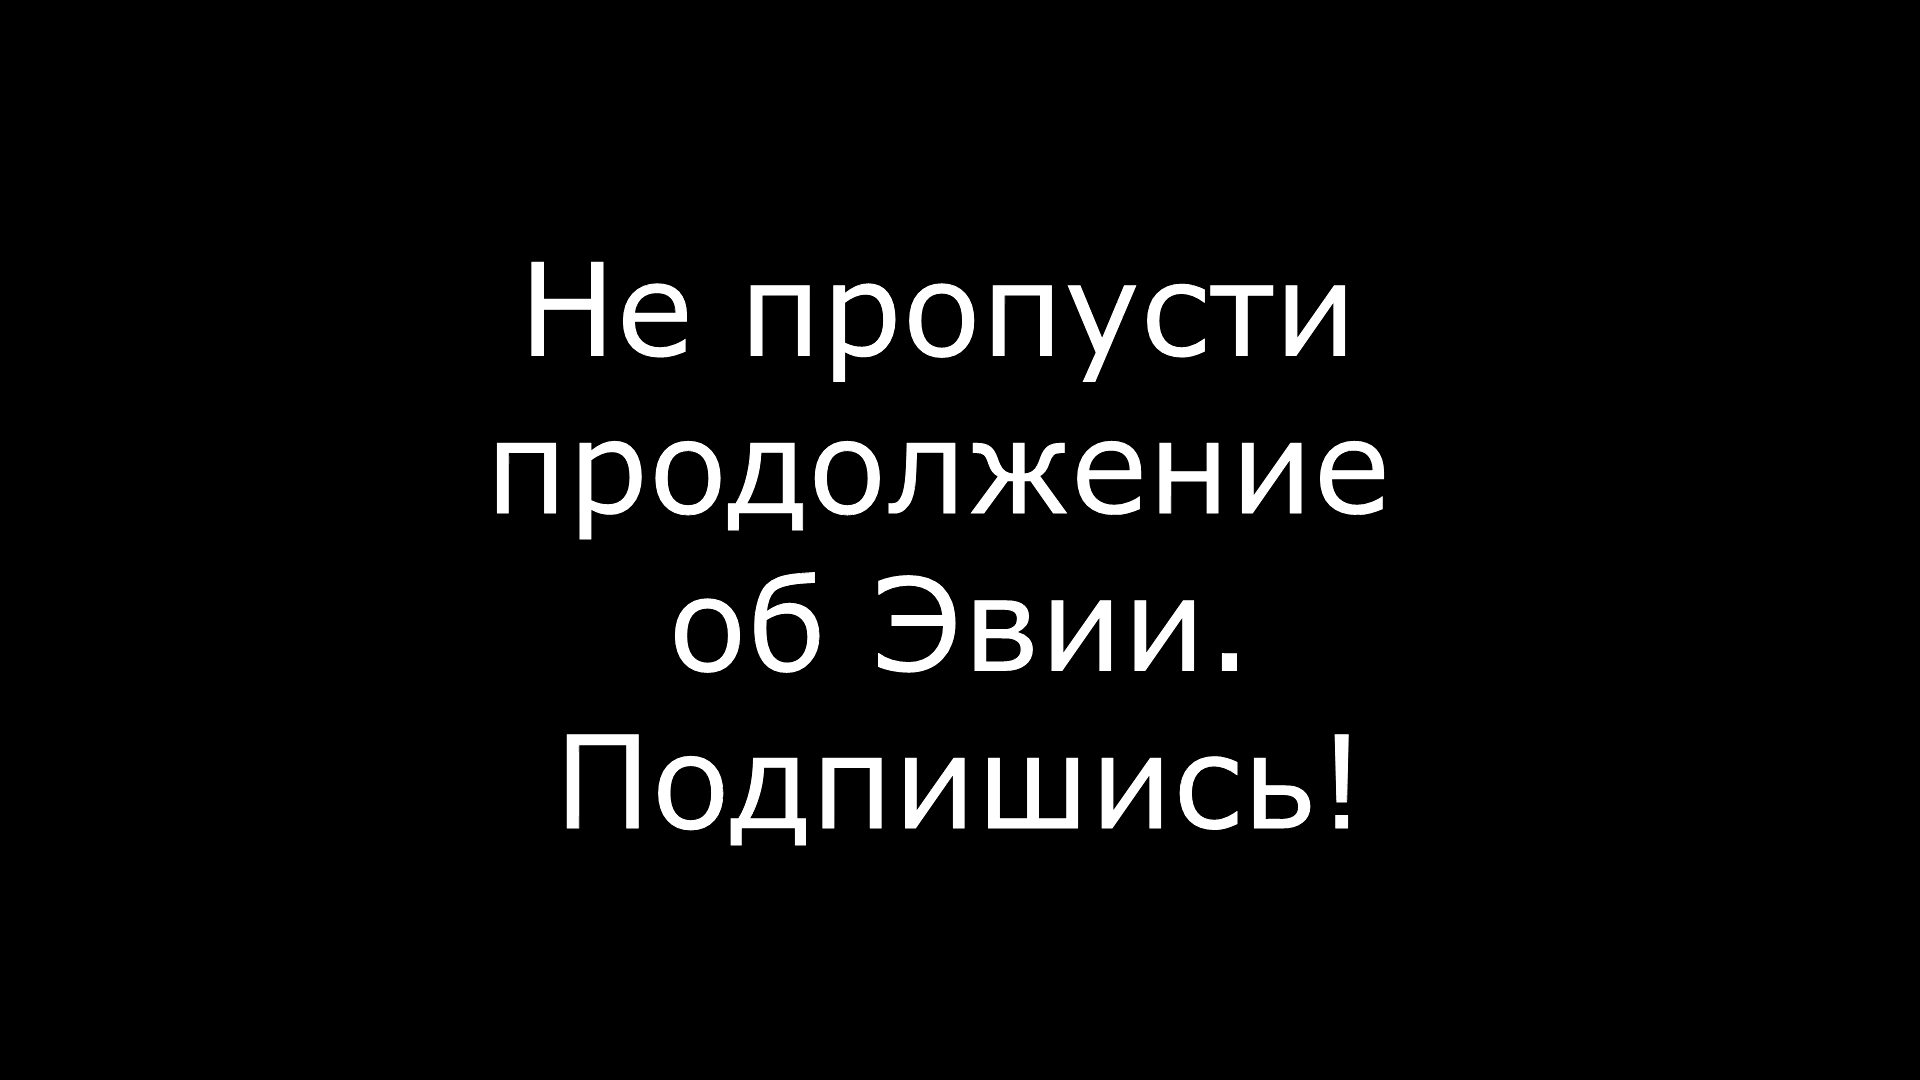 Не пропусти
продолжение
об Эвии.
Подпишись!